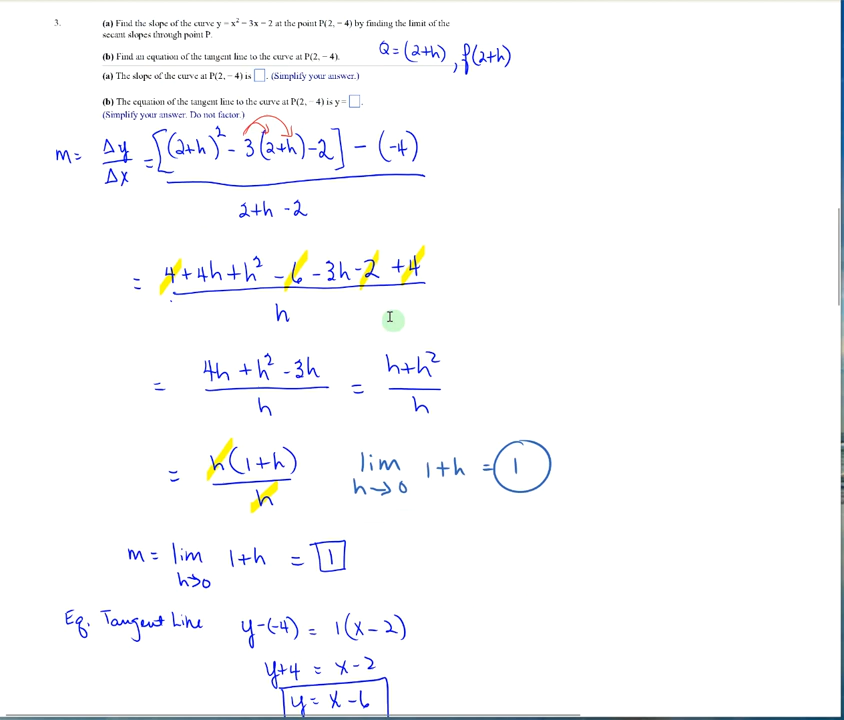 3. (a) Find the slope of the curve y = x² − 3x − 2 at the point P(2, − 4) by finding the limit of the
secant slopes through point P.
Q = (2+h), f(2+h)
(b) Find an equation of the tangent line to the curve at P(2, − 4).
(a) The slope of the curve at P(2, − 4) is □. (Simplify your answer.)
(b) The equation of the tangent line to the curve at P(2, − 4) is y = □.
(Simplify your answer. Do not factor.)
m = Δy/Δx = [(2+h)² - 3(2+h) - 2] - (-4)
2+h - 2
= 4 + 4h + h² - 6 - 3h - 2 + 4
h
= 4h + h² - 3h / h = h + h² / h
= h(1+h) / h lim h→0 1+h = 1
m = lim h→0 1+h = 1
Eq. Tangent Line y-(-4) = 1(x-2)
y+4 = x-2
y = x-6